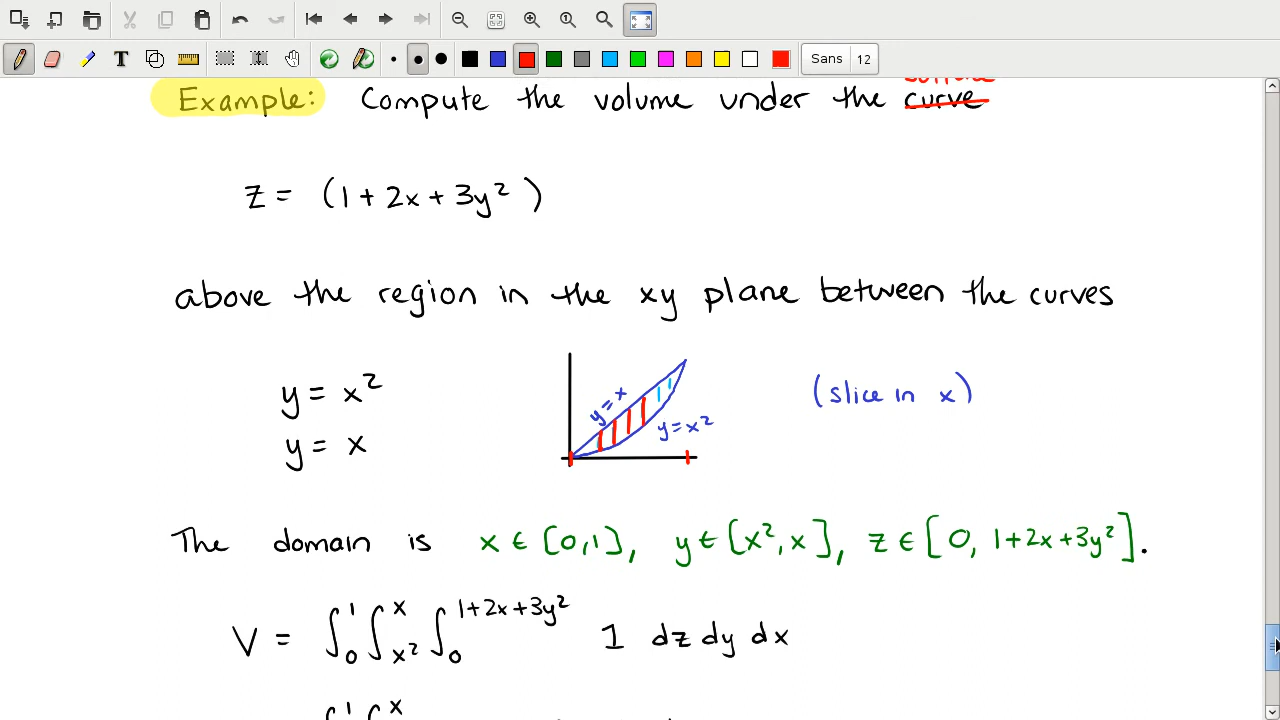 Sans 12
Example: Compute the volume under the curve
z = (1 + 2x + 3y²)
above the region in the xy plane between the curves
y = x²
y = x
y = x
y = x²
(slice in x)
The domain is x ∈ [0,1], y ∈ [x², x], z ∈ [0, 1+2x+3y²].
V = ∫₀¹ ∫ₓ²ˣ ∫₀^{1+2x+3y²} 1 dz dy dx